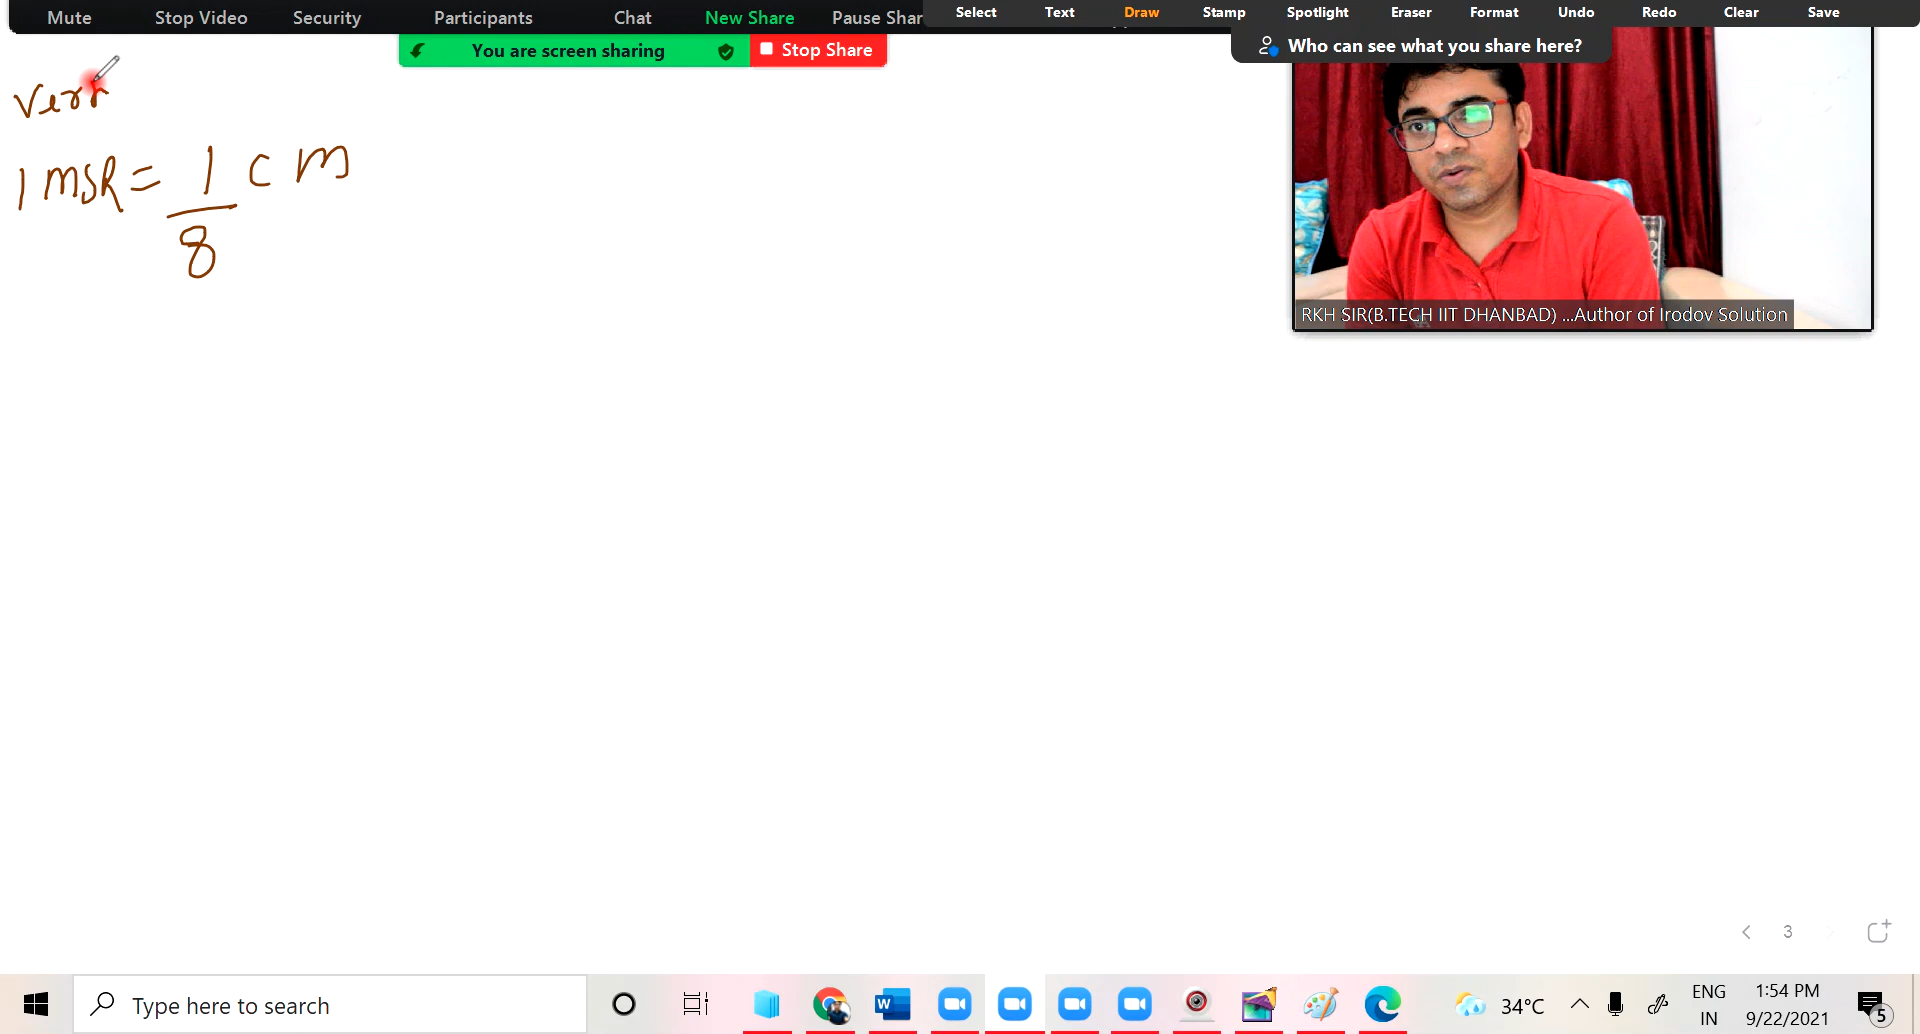 Mute Stop Video Security Participants Chat New Share Pause Shar Select Text Draw Stamp Spotlight Eraser Format Undo Redo Clear Save
You are screen sharing Stop Share Who can see what you share here?
Ver
1 MSR = 1 cm
8
RKH SIR(B.TECH IIT DHANBAD) ...Author of Irodov Solution
3
Type here to search
34°C
ENG
IN
1:54 PM
9/22/2021
5